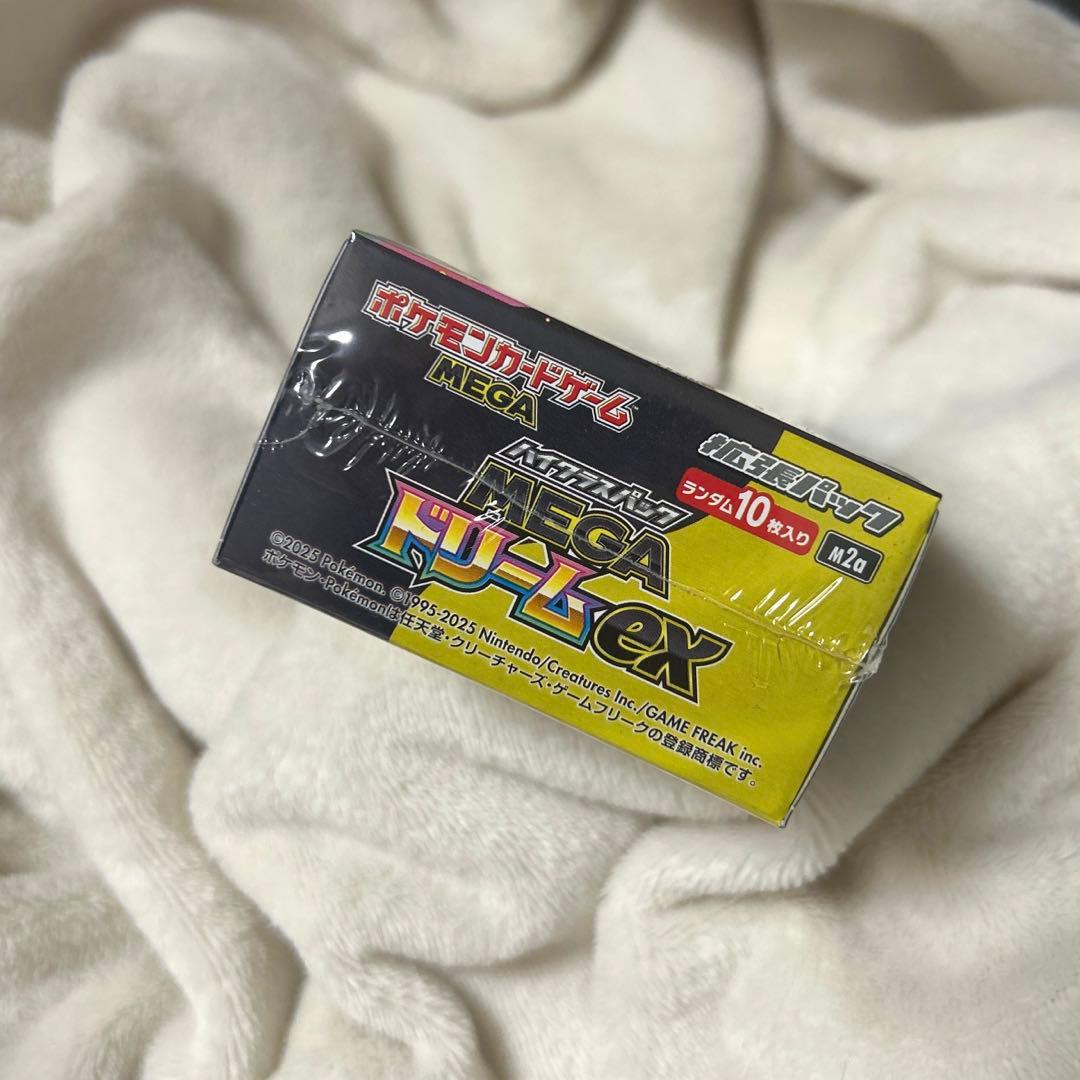 ポケモンカードゲーム
MEGA
拡張パック
ハイクラスパック
ランダム10枚入り
MEGA
M2a
ドリームex
©2025 Pokémon. ©1995-2025 Nintendo/Creatures Inc./GAME FREAK inc.
ポケモン・Pokémonは任天堂・クリーチャーズ・ゲームフリークの登録商標です。